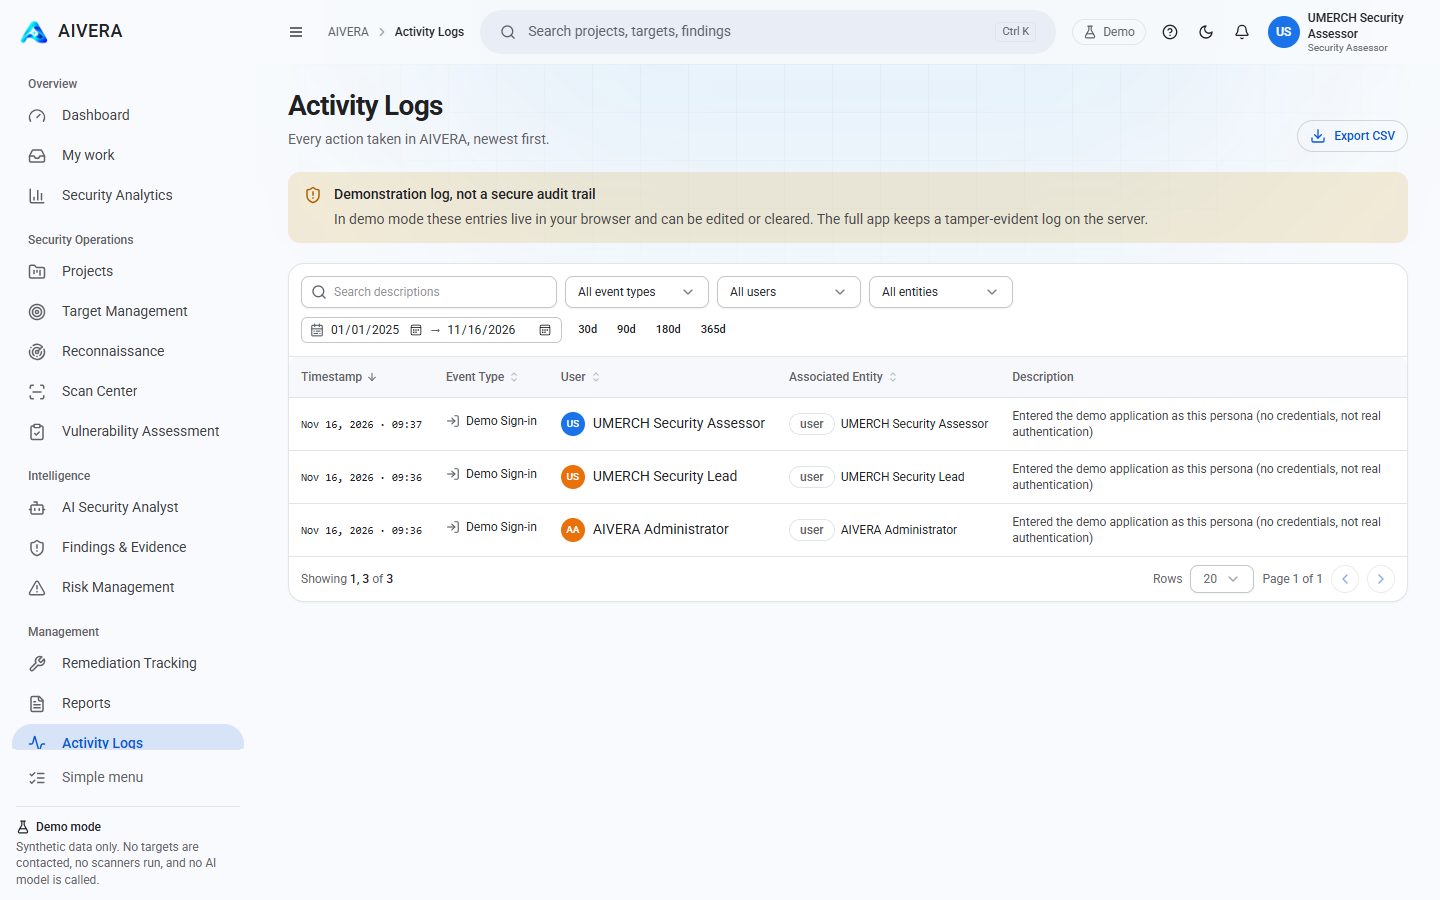 AIVERA
AIVERA
Activity Logs
Search projects, targets, findings
Ctrl K
Demo
US
UMERCH Security
Assessor
Security Assessor
Overview
Dashboard
My work
Security Analytics
Security Operations
Projects
Target Management
Reconnaissance
Scan Center
Vulnerability Assessment
Intelligence
AI Security Analyst
Findings & Evidence
Risk Management
Management
Remediation Tracking
Reports
Activity Logs
Simple menu
Demo mode
Synthetic data only. No targets are
contacted, no scanners run, and no AI
model is called.
Activity Logs
Every action taken in AIVERA, newest first.
Export CSV
Demonstration log, not a secure audit trail
In demo mode these entries live in your browser and can be edited or cleared. The full app keeps a tamper-evident log on the server.
Search descriptions
All event types
All users
All entities
01/01/2025 → 11/16/2026
30d
90d
180d
365d
Timestamp
Event Type
User
Associated Entity
Description
Nov 16, 2026 · 09:37
Demo Sign-in
US
UMERCH Security Assessor
user
UMERCH Security Assessor
Entered the demo application as this persona (no credentials, not real
authentication)
Nov 16, 2026 · 09:36
Demo Sign-in
US
UMERCH Security Lead
user
UMERCH Security Lead
Entered the demo application as this persona (no credentials, not real
authentication)
Nov 16, 2026 · 09:36
Demo Sign-in
AA
AIVERA Administrator
user
AIVERA Administrator
Entered the demo application as this persona (no credentials, not real
authentication)
Showing 1, 3 of 3
Rows
20
Page 1 of 1